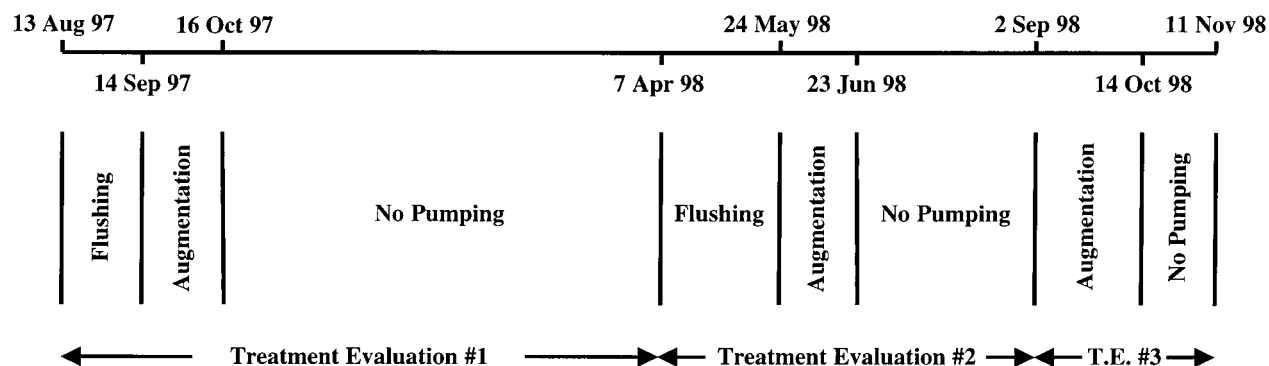 13 Aug 97 16 Oct 97 24 May 98 2 Sep 98 11 Nov 98
14 Sep 97 7 Apr 98 23 Jun 98 14 Oct 98
Flushing
Augmentation
No Pumping
Flushing
Augmentation
No Pumping
Augmentation
No Pumping
Treatment Evaluation #1 Treatment Evaluation #2 T.E. #3